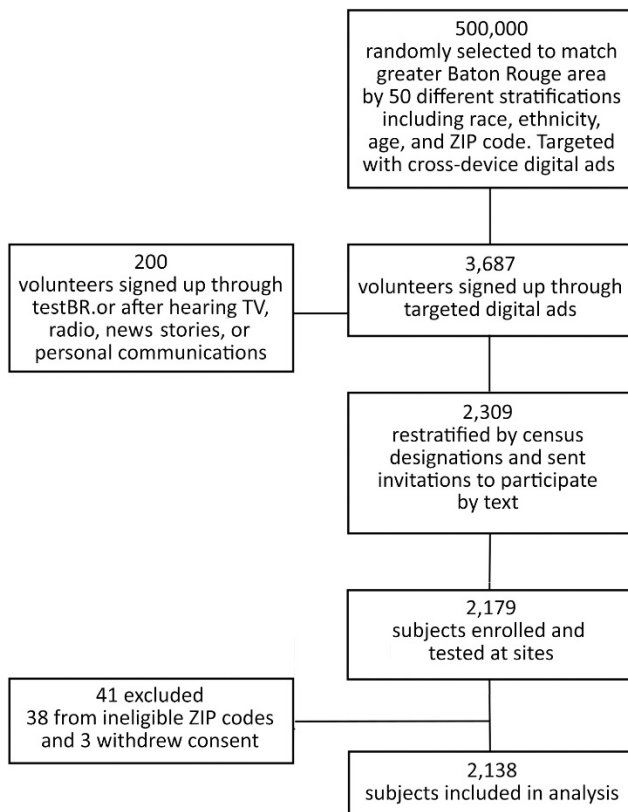 500,000
randomly selected to match
greater Baton Rouge area
by 50 different stratifications
including race, ethnicity,
age, and ZIP code. Targeted
with cross-device digital ads
200
volunteers signed up through
testBR.or after hearing TV,
radio, news stories, or
personal communications
3,687
volunteers signed up through
targeted digital ads
2,309
restratified by census
designations and sent
invitations to participate
by text
2,179
subjects enrolled and
tested at sites
41 excluded
38 from ineligible ZIP codes
and 3 withdrew consent
2,138
subjects included in analysis